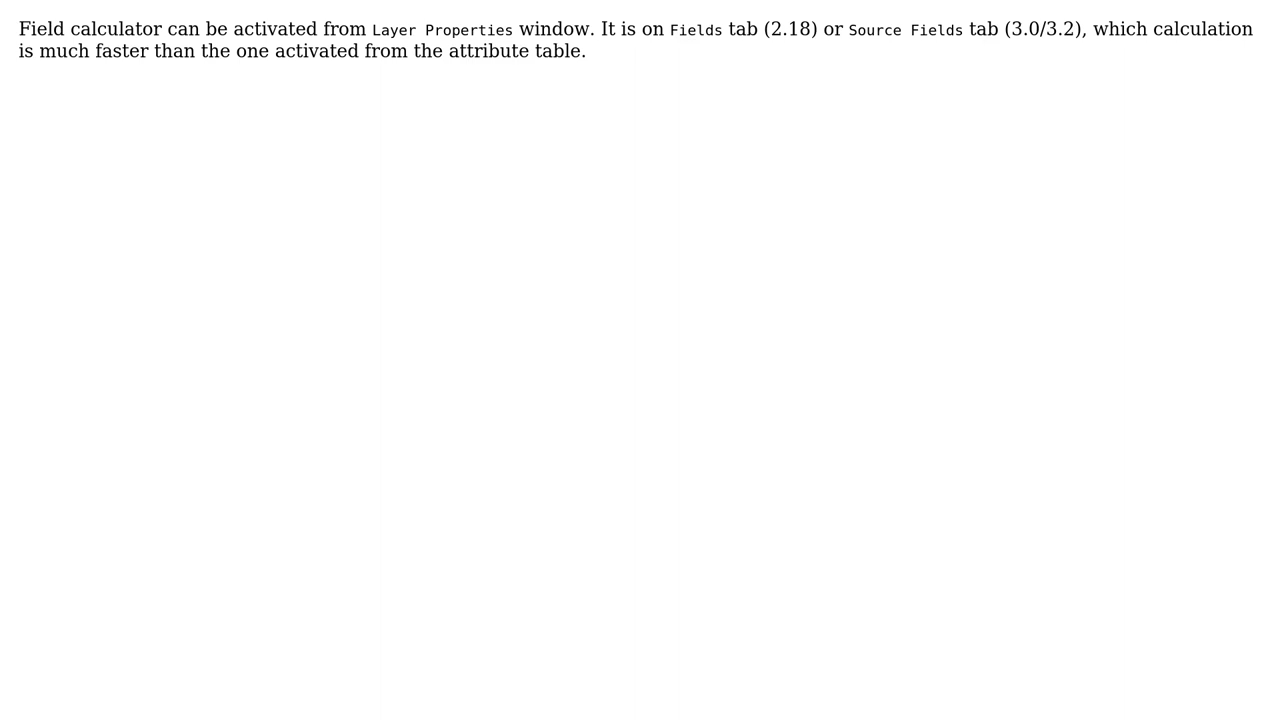 Field calculator can be activated from Layer Properties window. It is on Fields tab (2.18) or Source Fields tab (3.0/3.2), which calculation
is much faster than the one activated from the attribute table.